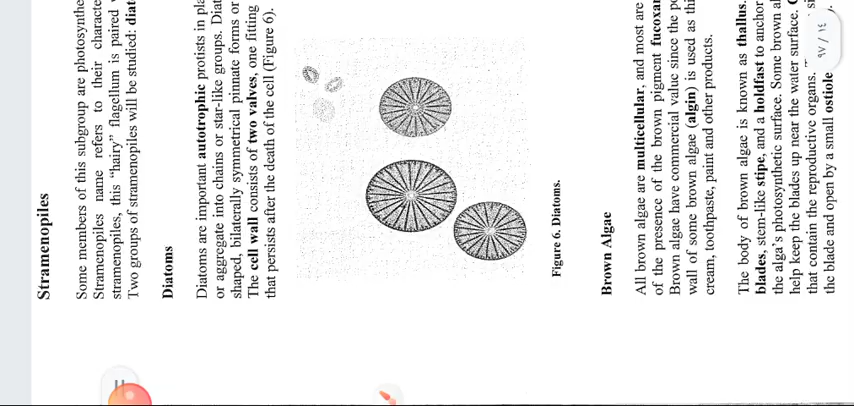 Stramenopiles
Some members of this subgroup are photosynthe
Stramenopiles name refers to their characte
stramenopiles, this "hairy" flagellum is paired
Two groups of stramenopiles will be studied: diato
Diatoms
Diatoms are important autotrophic protists in pla
or aggregate into chains or star-like groups. Diat
shaped, bilaterally symmetrical pinnate forms or
The cell wall consists of two valves, one fitting
that persists after the death of the cell (Figure 6).
Figure 6. Diatoms.
Brown Algae
All brown algae are multicellular, and most are
of the presence of the brown pigment fucoxan
Brown algae have commercial value since the po
wall of some brown algae (algin) is used as thi
cream, toothpaste, paint and other products.
The body of brown algae is known as thallus.
blades, stem-like stipe, and a holdfast to anchor
the alga's photosynthetic surface. Some brown al
help keep the blades up near the water surface.
that contain the reproductive organs.
the blade and open by a small ostiole
٩٧ / ١٤